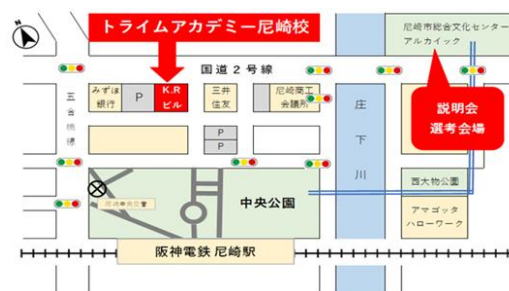 トライムアカデミー尼崎校
尼崎市総合文化センター
アルカイック
国道2号線
みずほ
銀行
P
K.R
ビル
三井
住友
尼崎商工
会議所
説明会
選考会場
五合橋線
庄下川
P
P
西大物公園
中央公園
アマゴッタ
ハローワーク
阪神電鉄 尼崎駅